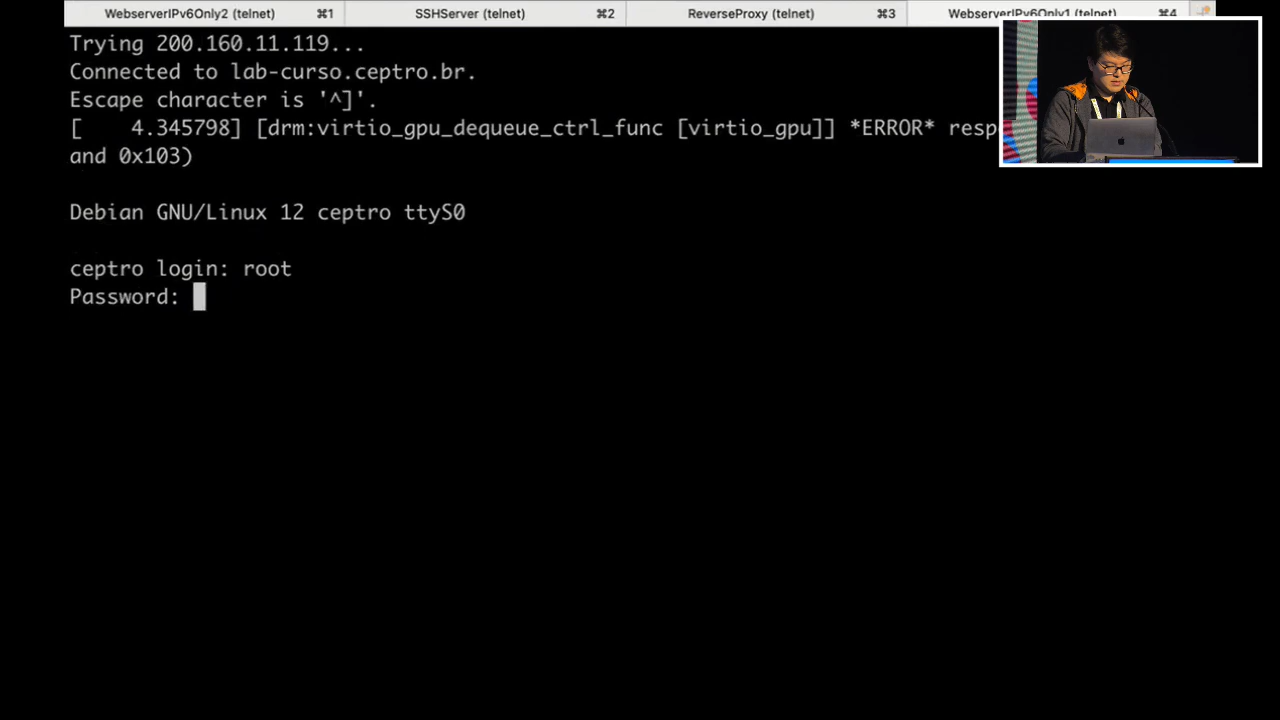 WebserverIPv6Only2 (telnet) ⌘1 SSHServer (telnet) ⌘2 ReverseProxy (telnet) ⌘3 WebserverIPv6Only1 (telnet) ⌘4
Trying 200.160.11.119...
Connected to lab-curso.ceptro.br.
Escape character is '^]'.
[    4.345798] [drm:virtio_gpu_dequeue_ctrl_func [virtio_gpu]] *ERROR* resp
and 0x103)
Debian GNU/Linux 12 ceptro ttyS0
ceptro login: root
Password: